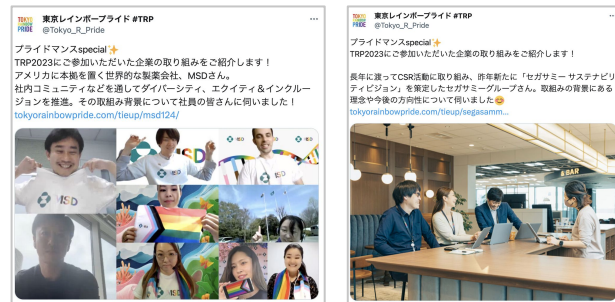 東京レインボープライド #TRP
@Tokyo_R_Pride
プライドマンスspecial✨
TRP2023にご参加いただいた企業の取り組みをご紹介します！
アメリカに本拠を置く世界的な製薬会社、MSDさん。
社内コミュニティなどを通してダイバーシティ、エクイティ＆インクルー
ジョンを推進。その取組み背景について社員の皆さんに伺いました！
tokyorainbowpride.com/tieup/msd124/
MSD
東京レインボープライド #TRP
@Tokyo_R_Pride
プライドマンスspecial✨
TRP2023にご参加いただいた企業の取り組みをご紹介します！
長年に渡ってCSR活動に取り組み、昨年新たに「セガサミー サステナビリ
ティビジョン」を策定したセガサミーグループさん。取組みの背景にある
理念や今後の方向性について伺いました😊
tokyorainbowpride.com/tieup/segasamm...
&BAR